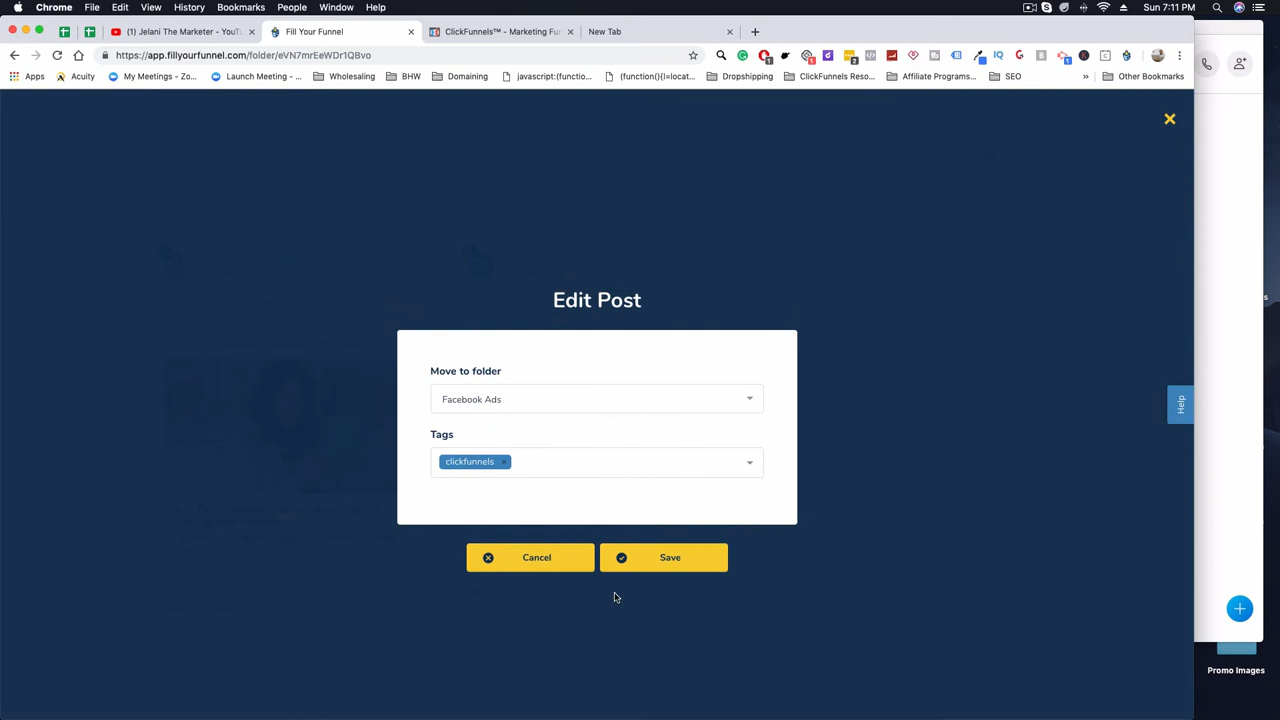 Chrome File Edit View History Bookmarks People Window Help Sun 7:11 PM
(1) Jelani The Marketer - YouTu Fill Your Funnel ClickFunnels™ - Marketing Fu New Tab
https://app.fillyourfunnel.com/folder/eVN7mrEeWDr1QBvo
Apps Acuity My Meetings - Zo... Launch Meeting -... Wholesaling BHW Domaining javascript:(functio... (function(){l=locat... Dropshipping ClickFunnels Reso... Affiliate Programs... SEO » Other Bookmarks
Edit Post
Move to folder
Facebook Ads
Tags
clickfunnels ×
Cancel Save
Help
Promo Images